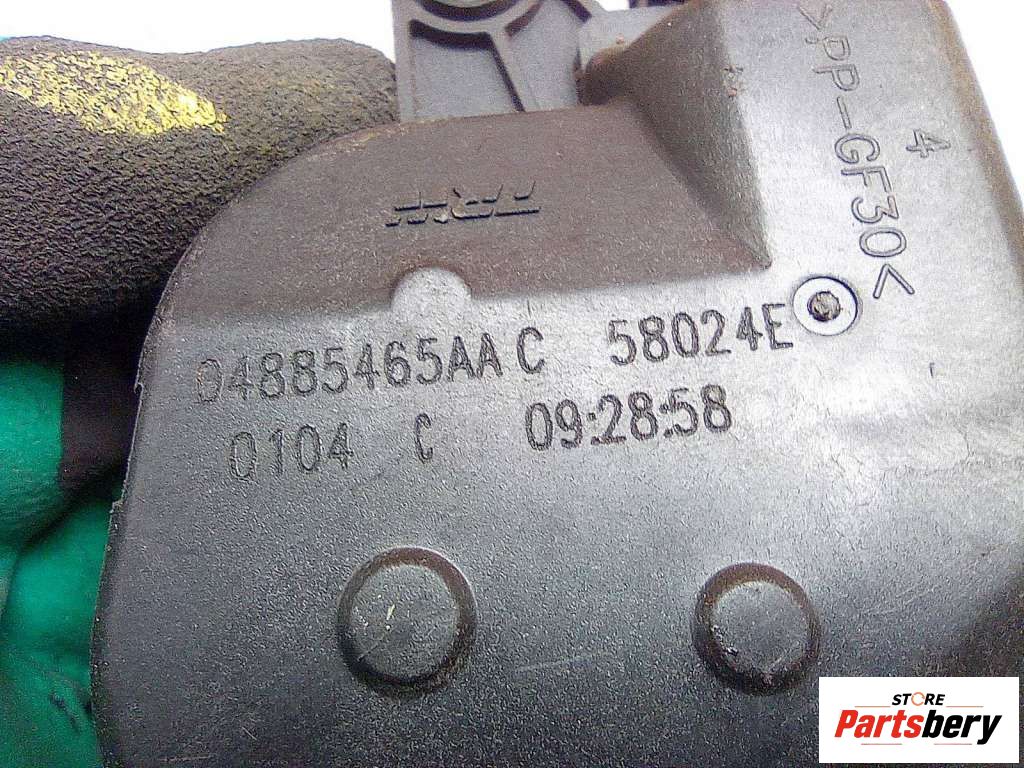 >PP-GF30<
4
TRW
04885465AA C 58024E
0104 C 09:28:58
STORE
Partsbery